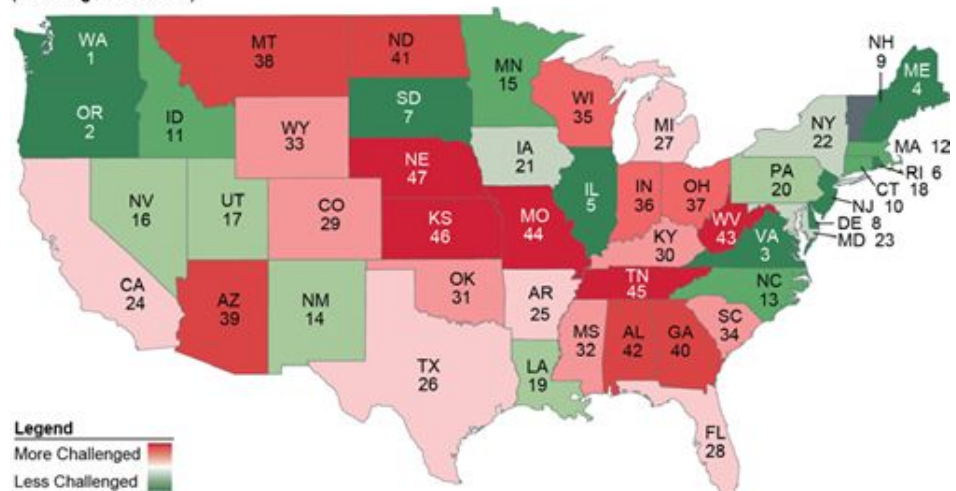 WA
1
OR
2
ID
11
MT
38
ND
41
MN
15
SD
7
WY
33
NE
47
IA
21
WI
35
MI
27
NH
9
ME
4
NY
22
MA 12
RI 6
CT 18
NJ 10
DE 8
MD 23
PA
20
NV
16
UT
17
CO
29
KS
46
MO
44
IL
5
IN
36
OH
37
WV
43
VA
3
KY
30
CA
24
AZ
39
NM
14
OK
31
AR
25
TN
45
NC
13
SC
34
MS
32
AL
42
GA
40
TX
26
LA
19
FL
28
Legend
More Challenged
Less Challenged